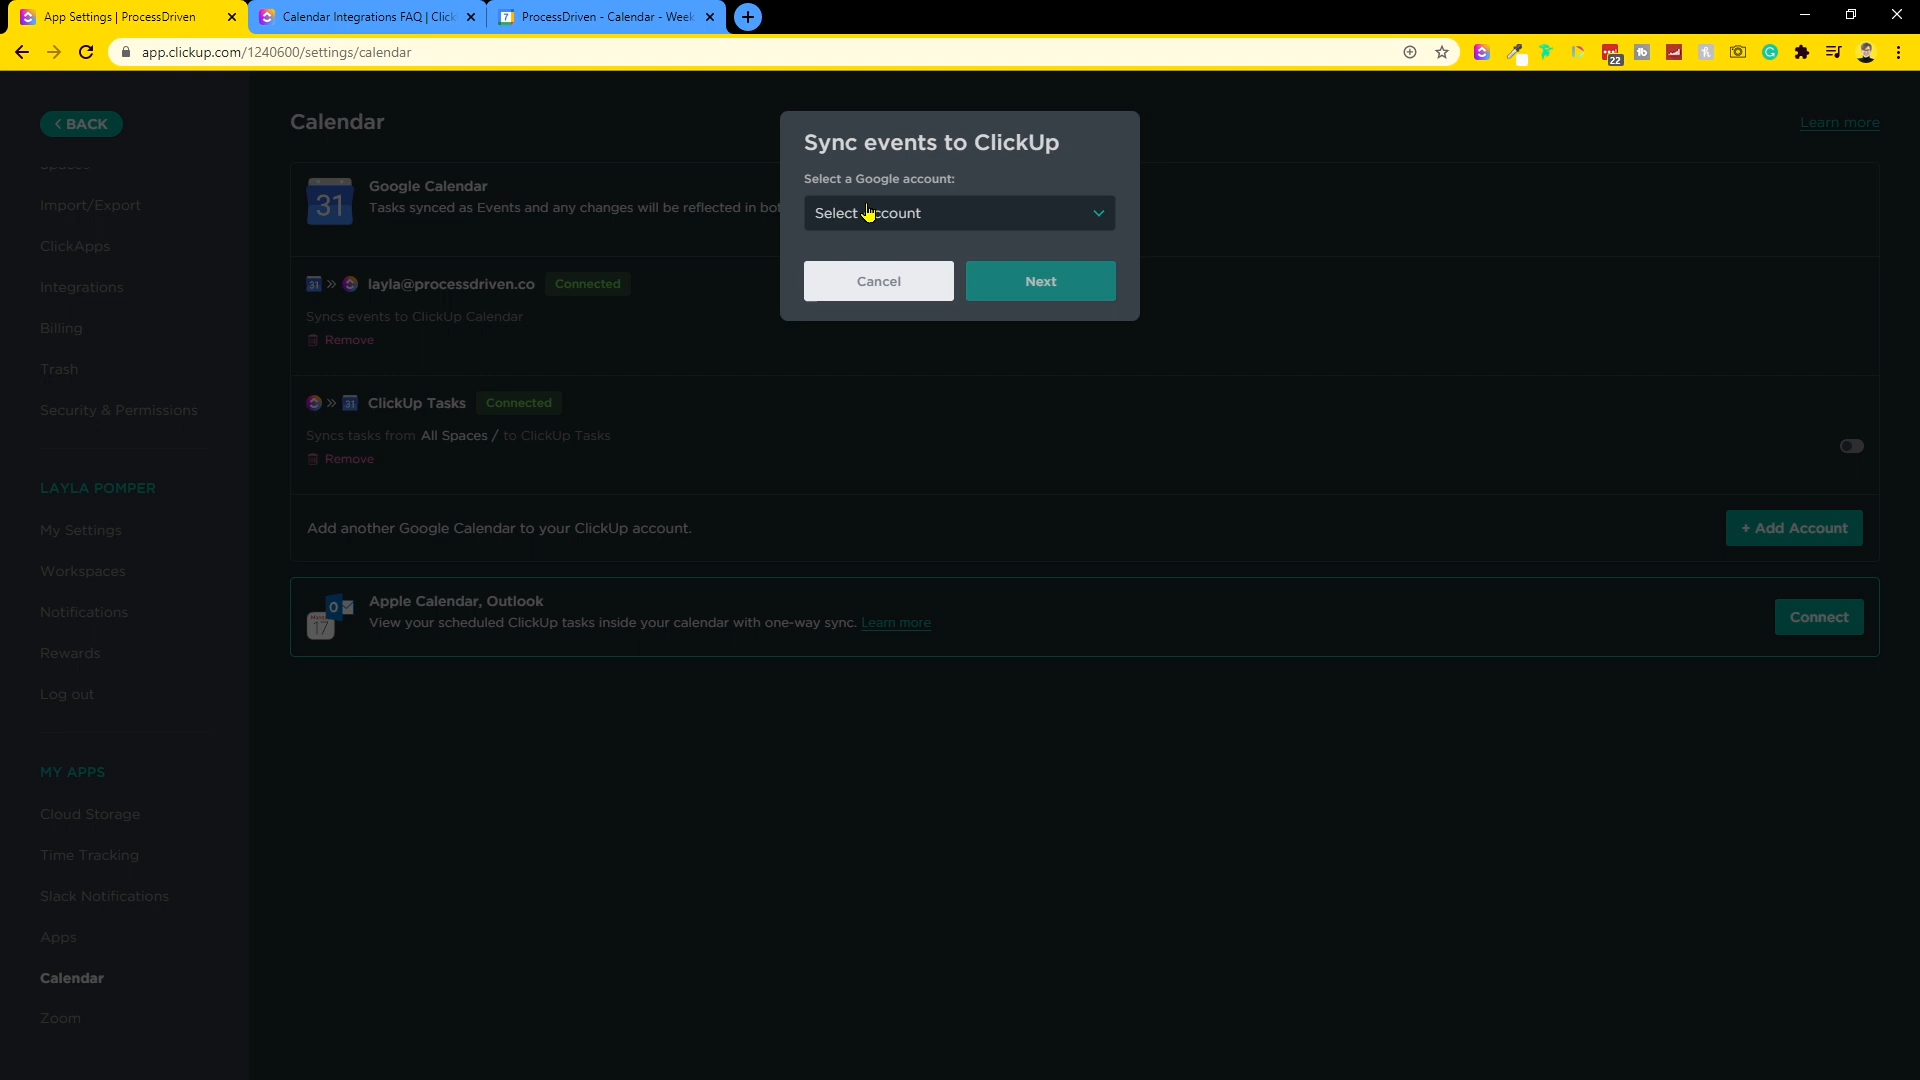 App Settings | ProcessDriven
Calendar Integrations FAQ | Click
ProcessDriven - Calendar - Week
app.clickup.com/1240600/settings/calendar
22
BACK
Calendar
Learn more
Spaces
Import/Export
ClickApps
Integrations
Billing
Trash
Security & Permissions
LAYLA POMPER
My Settings
Workspaces
Notifications
Rewards
Log out
MY APPS
Cloud Storage
Time Tracking
Slack Notifications
Apps
Calendar
Zoom
31
Google Calendar
Tasks synced as Events and any changes will be reflected in bot
31 » layla@processdriven.co Connected
Syncs events to ClickUp Calendar
Remove
» 31 ClickUp Tasks Connected
Syncs tasks from All Spaces / to ClickUp Tasks
Remove
Add another Google Calendar to your ClickUp account.
+ Add Account
17
Apple Calendar, Outlook
View your scheduled ClickUp tasks inside your calendar with one-way sync. Learn more
Connect
Sync events to ClickUp
Select a Google account:
Select account
Cancel
Next